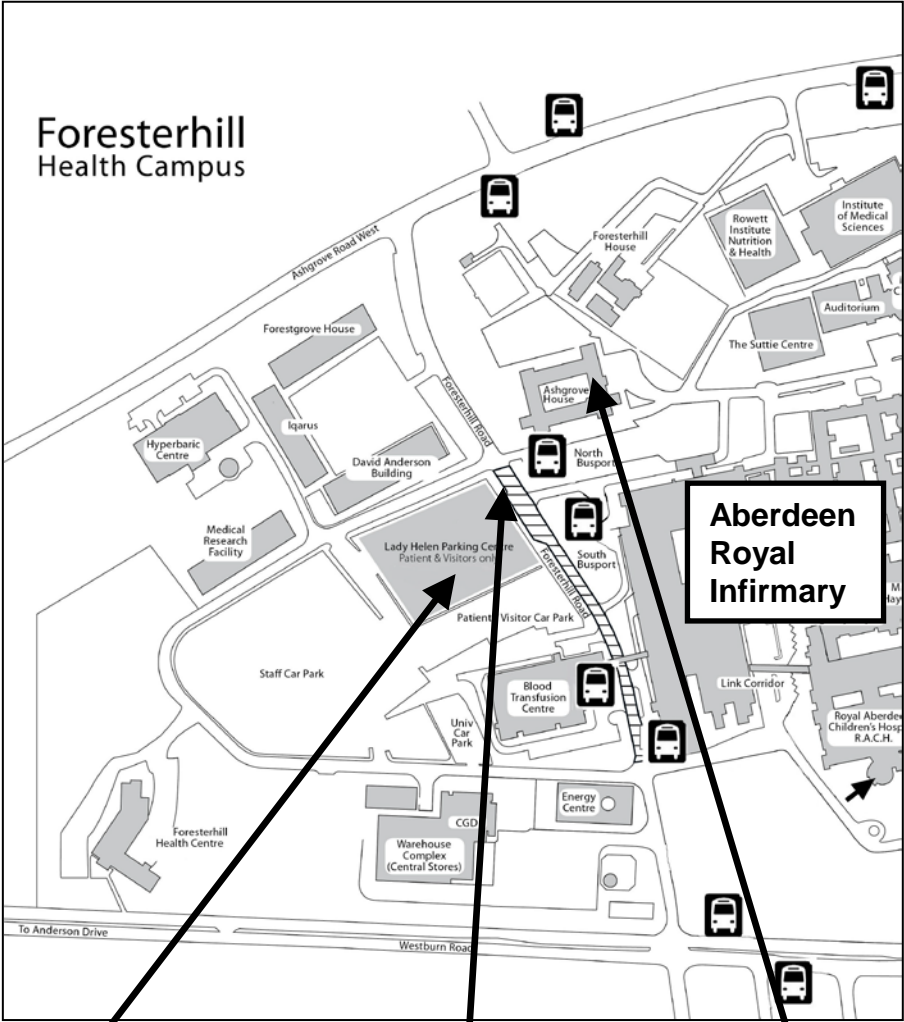 Foresterhill
Health Campus
Ashgrove Road West
Foresterhill
House
Rowett
Institute
Nutrition
& Health
Institute
of Medical
Sciences
Auditorium
The Suttie Centre
Forestgrove House
Foresterhill Road
Ashgrove
House
Iqarus
Hyperbaric
Centre
David Anderson
Building
North
Busport
Medical
Research
Facility
Lady Helen Parking Centre
Patient & Visitors only
South
Busport
Foresterhill Road
Aberdeen
Royal
Infirmary
Patient Visitor Car Park
Staff Car Park
Blood
Transfusion
Centre
Link Corridor
Univ
Car
Park
Royal Aberdee
Children's Hosp
R.A.C.H.
Energy
Centre
CGD
Foresterhill
Health Centre
Warehouse
Complex
(Central Stores)
To Anderson Drive
Westburn Road